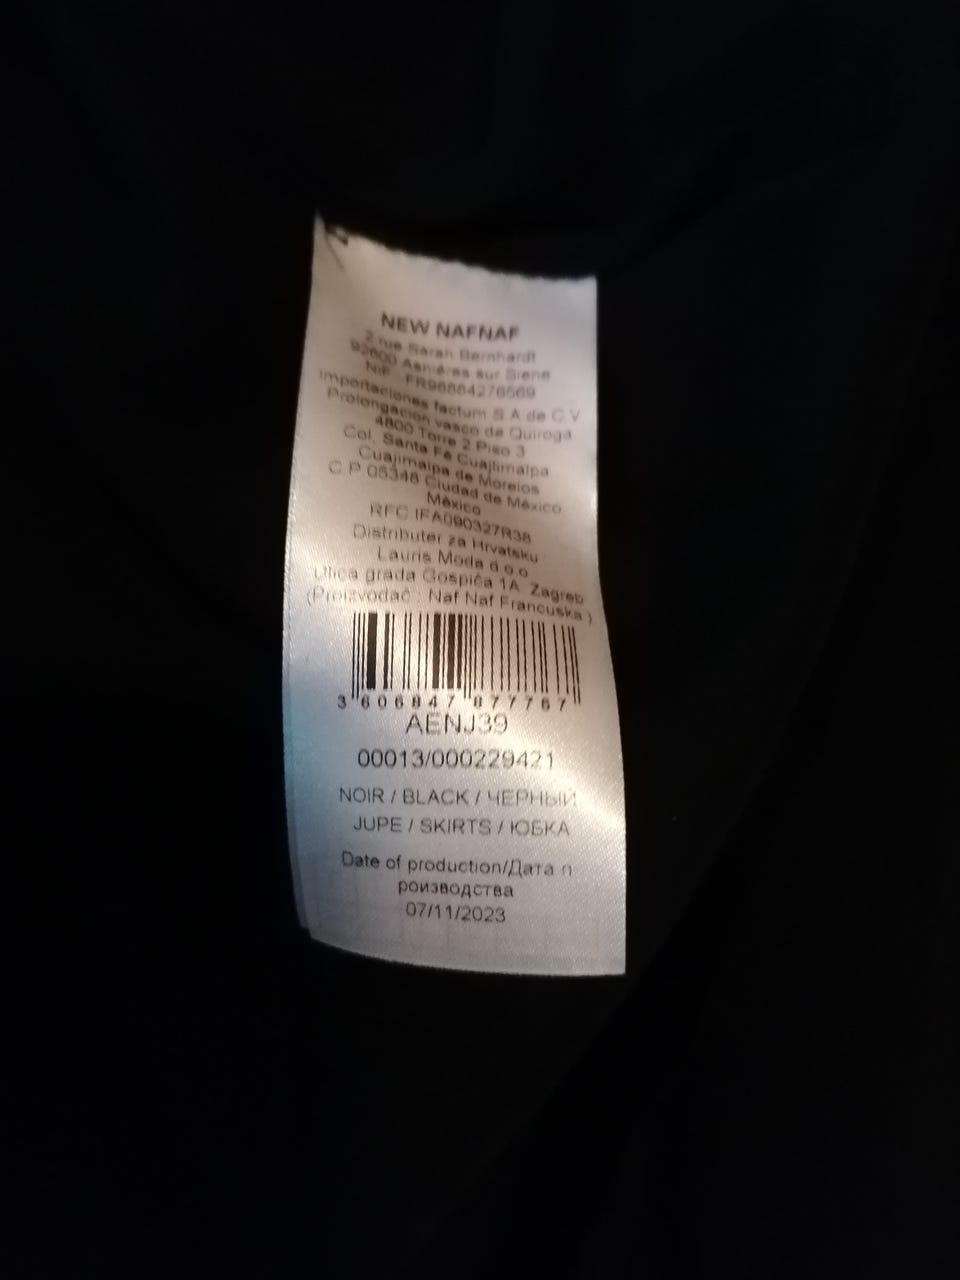 NEW NAFNAF
2 rue Sarah Bernhardt
92600 Asnières sur Siene
NIF : FR96884276569
Importaciones factum S.A de C.V
Prolongacion vasco de Quiroga
4800 Torre 2 Piso 3
Col. Santa Fe Cuajlimalpa
Cuajimalpa de Morelos
C.P 05348 Ciudad de México
México
RFC IFA090327R38
Distributer za Hrvatsku
Lauris Moda d.o.o
Ulica grada Gospića 1A, Zagreb
(Proizvođač : Naf Naf Francuska )
3 606847 877767
AENJ39
00013/000229421
NOIR / BLACK / ЧЕРНЫЙ
JUPE / SKIRTS / ЮБКА
Date of production/Дата п
роизводства
07/11/2023